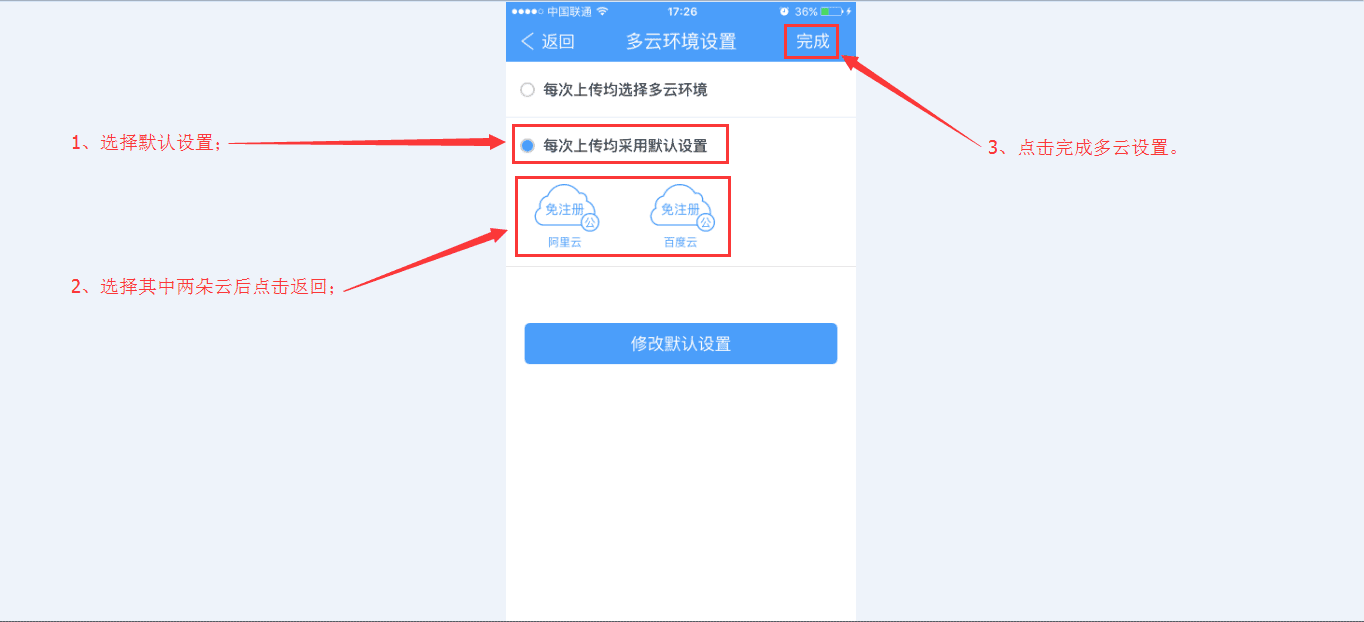 中国联通 17:26 36%
返回 多云环境设置 完成
每次上传均选择多云环境
1、选择默认设置；
每次上传均采用默认设置
3、点击完成多云设置。
免注册 公 免注册 公
阿里云 百度云
2、选择其中两朵云后点击返回；
修改默认设置